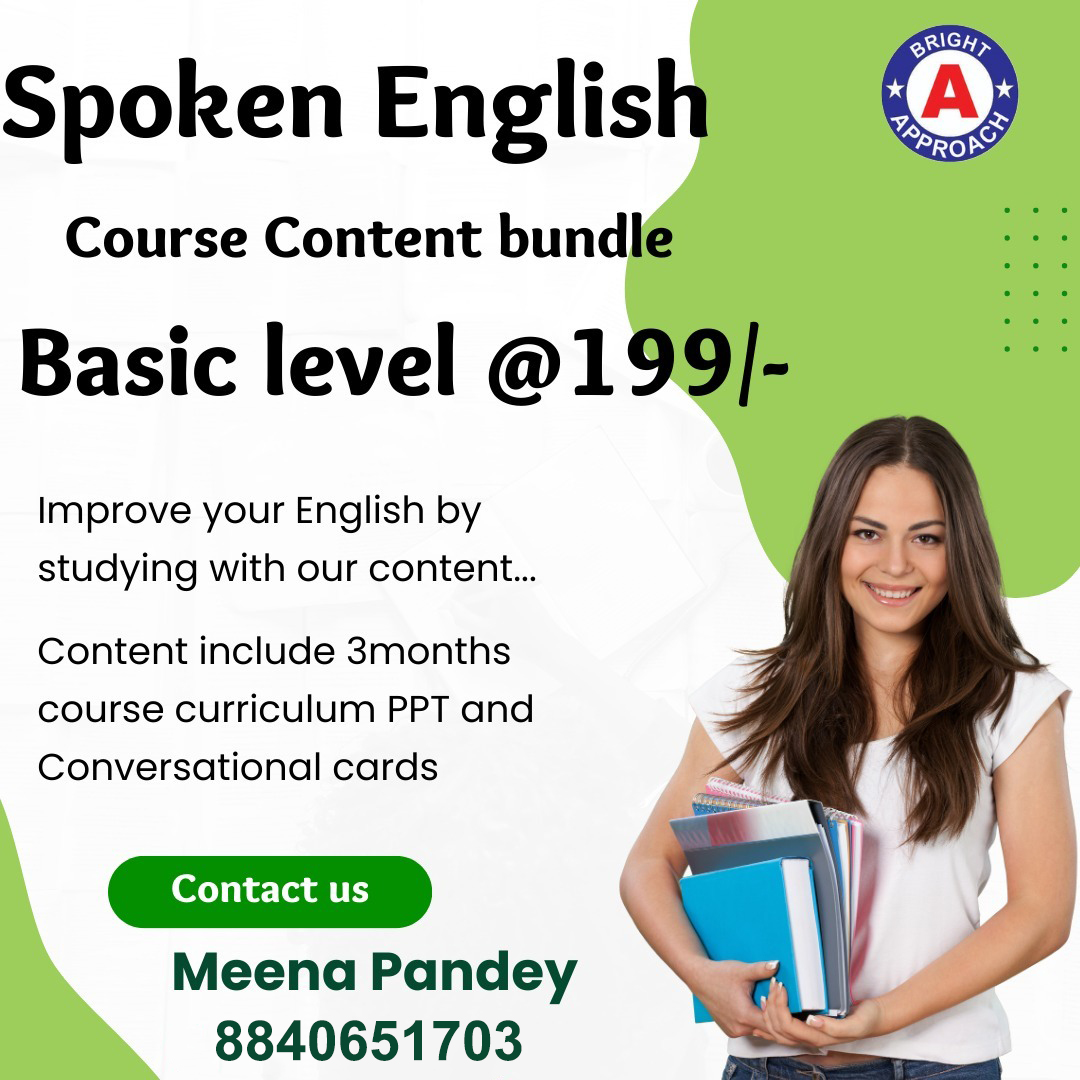 Spoken English
BRIGHT
A
APPROACH
Course Content bundle
Basic level @199/-
Improve your English by
studying with our content...
Content include 3months
course curriculum PPT and
Conversational cards
Contact us
Meena Pandey
8840651703